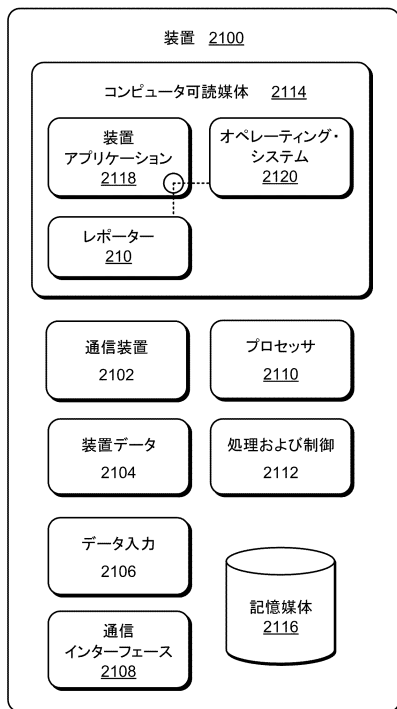 装置 2100
コンピュータ可読媒体 2114
装置
アプリケーション
2118
オペレーティング・
システム
2120
レポーター
210
通信装置
2102
プロセッサ
2110
装置データ
2104
処理および制御
2112
データ入力
2106
記憶媒体
2116
通信
インターフェース
2108